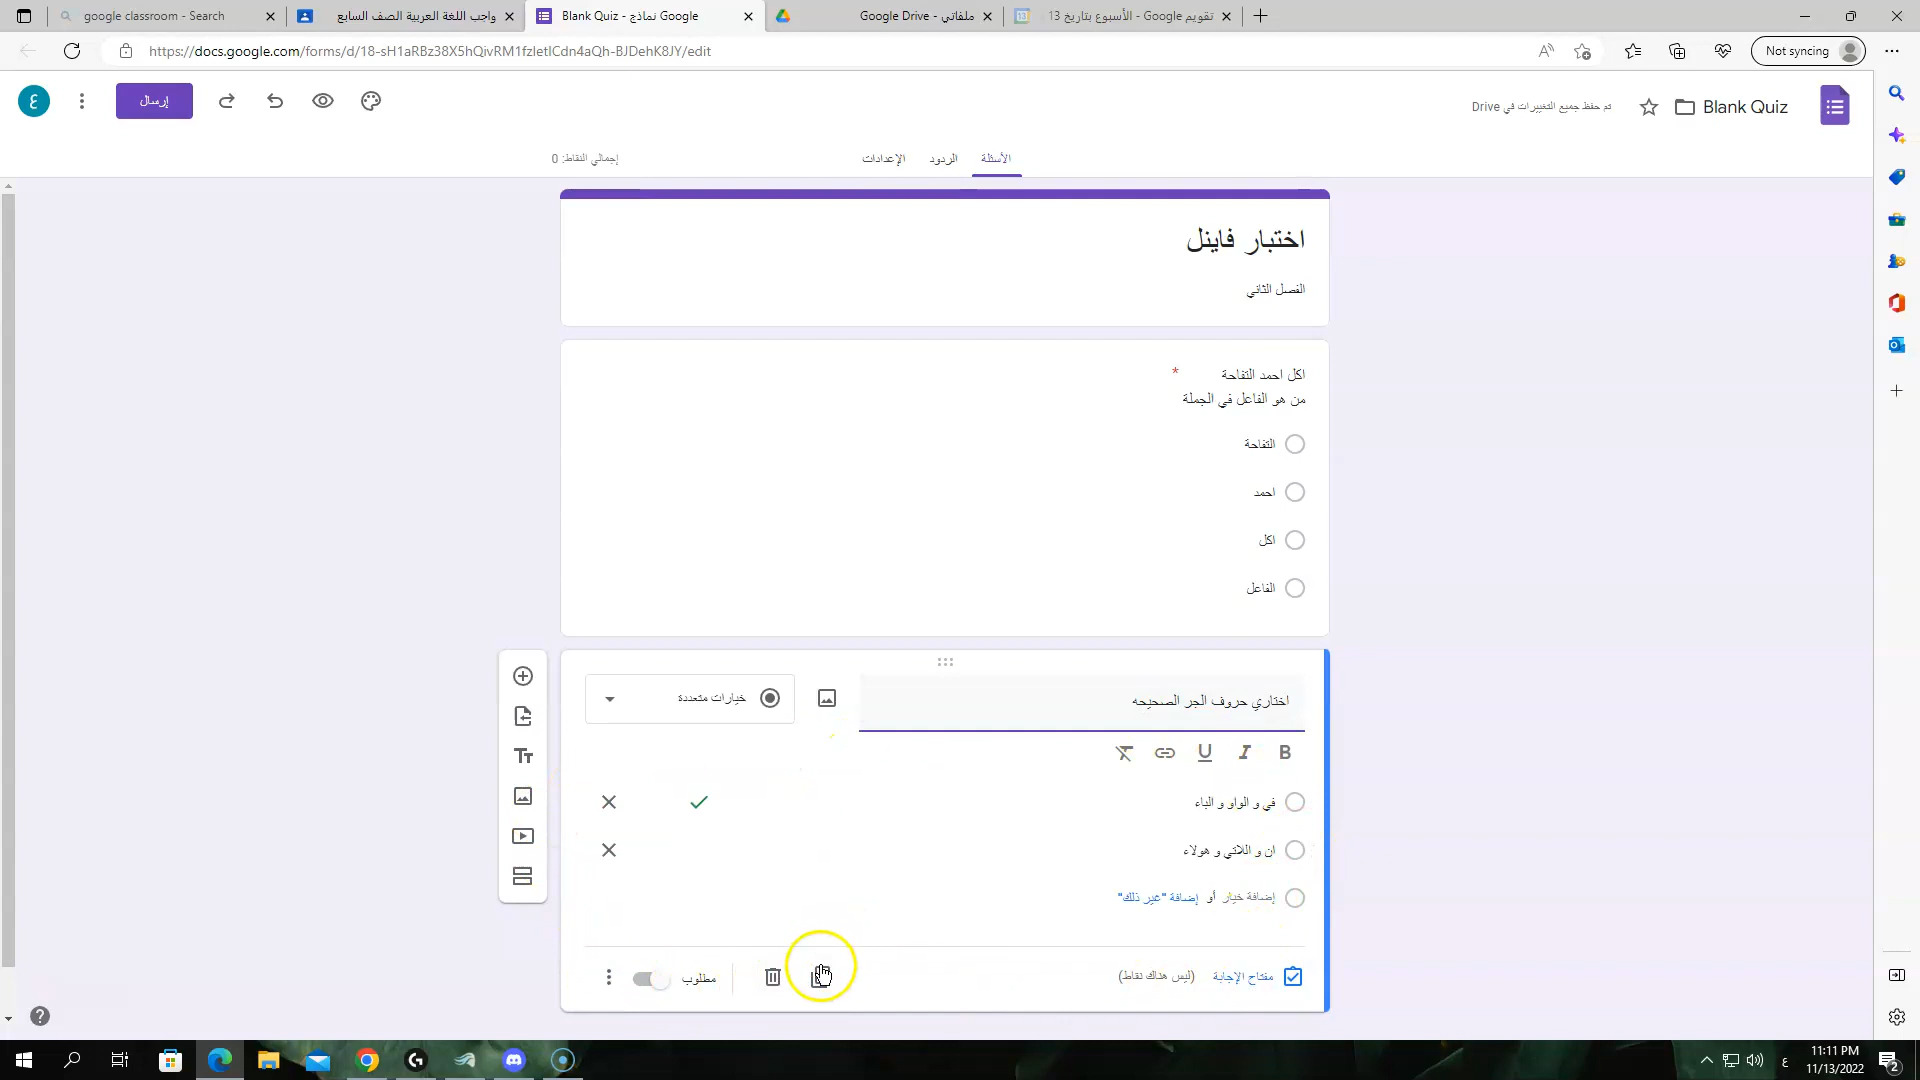 google classroom - Search
واجب اللغة العربية الصف السابع
Blank Quiz - نماذج Google
ملفاتي - Google Drive
تقويم Google - الأسبوع بتاريخ 13
https://docs.google.com/forms/d/18-sH1aRBz38X5hQivRM1fzletICdn4aQh-BJDehK8JY/edit
Not syncing
ع
إرسال
تم حفظ جميع التغييرات في Drive
Blank Quiz
الأسئلة
الردود
الإعدادات
إجمالي النقاط: 0
اختبار فاينل
الفصل الثاني
اكل احمد التفاحة *
من هو الفاعل في الجملة
التفاحة
احمد
اكل
الفاعل
اختاري حروف الجر الصحيحه
خيارات متعددة
B I U
في و الواو و الباء
ان و اللاتي و هولاء
إضافة خيار أو إضافة "غير ذلك"
مفتاح الإجابة (ليس هناك نقاط)
مطلوب
Tт
ع
11:11 PM
11/13/2022
2